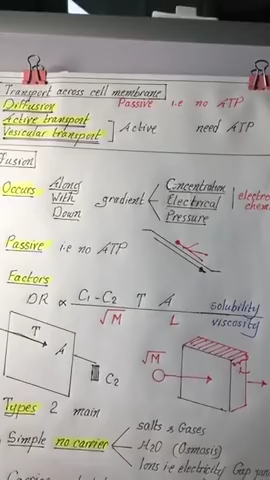 Transport across cell membrane
Diffusion Passive i.e no ATP
Active transport
Vesicular transport ] Active need ATP
fusion
Occurs Along With Down gradient Concentration Electrical Pressure
Passive i.e no ATP
Factors
DR ∝ C1 - C2 T A solubility
√M L viscosity
T A C2
√M
Types 2 main
Simple no carrier
salts & Gases
H2O (Osmosis)
Ions i.e electricity Gap